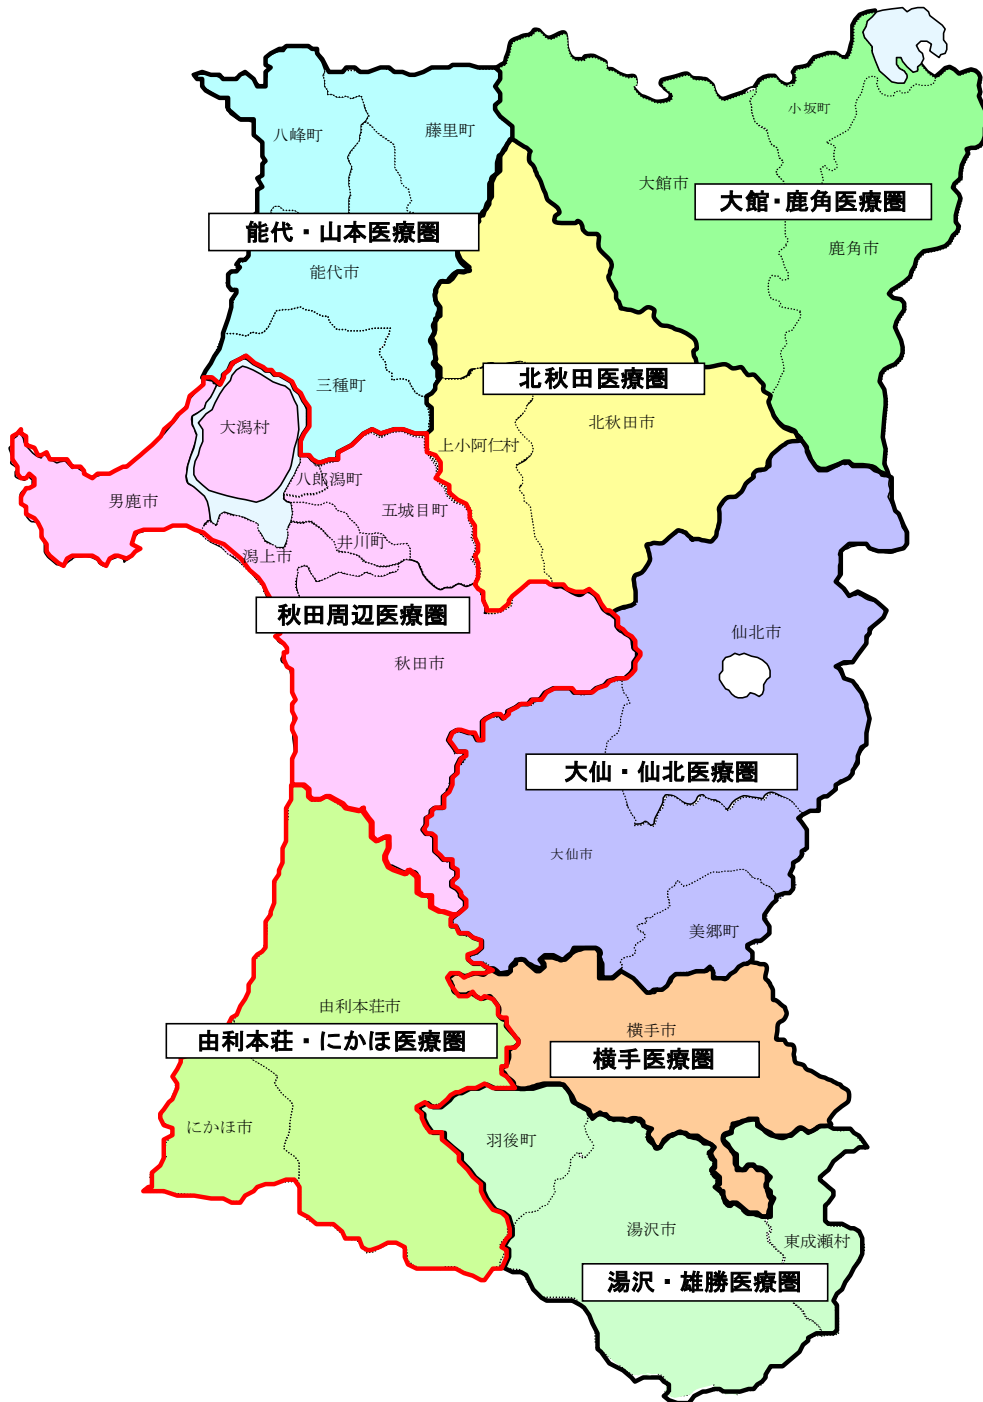 小坂町
八峰町
藤里町
大館市
大館・鹿角医療圏
能代・山本医療圏
鹿角市
能代市
北秋田医療圏
三種町
大潟村
北秋田市
上小阿仁村
八郎潟町
男鹿市
五城目町
井川町
潟上市
秋田周辺医療圏
仙北市
秋田市
大仙・仙北医療圏
大仙市
美郷町
由利本荘市
横手市
由利本荘・にかほ医療圏
横手医療圏
にかほ市
羽後町
湯沢市
東成瀬村
湯沢・雄勝医療圏